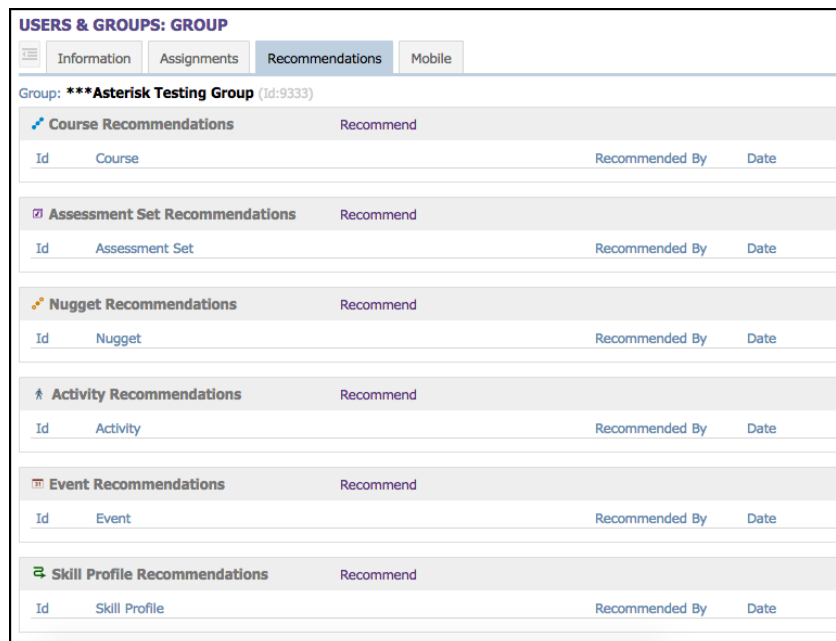 USERS & GROUPS: GROUP
Information Assignments Recommendations Mobile
Group: ***Asterisk Testing Group (Id:9333)
Course Recommendations Recommend
Id Course Recommended By Date
Assessment Set Recommendations Recommend
Id Assessment Set Recommended By Date
Nugget Recommendations Recommend
Id Nugget Recommended By Date
Activity Recommendations Recommend
Id Activity Recommended By Date
Event Recommendations Recommend
Id Event Recommended By Date
Skill Profile Recommendations Recommend
Id Skill Profile Recommended By Date